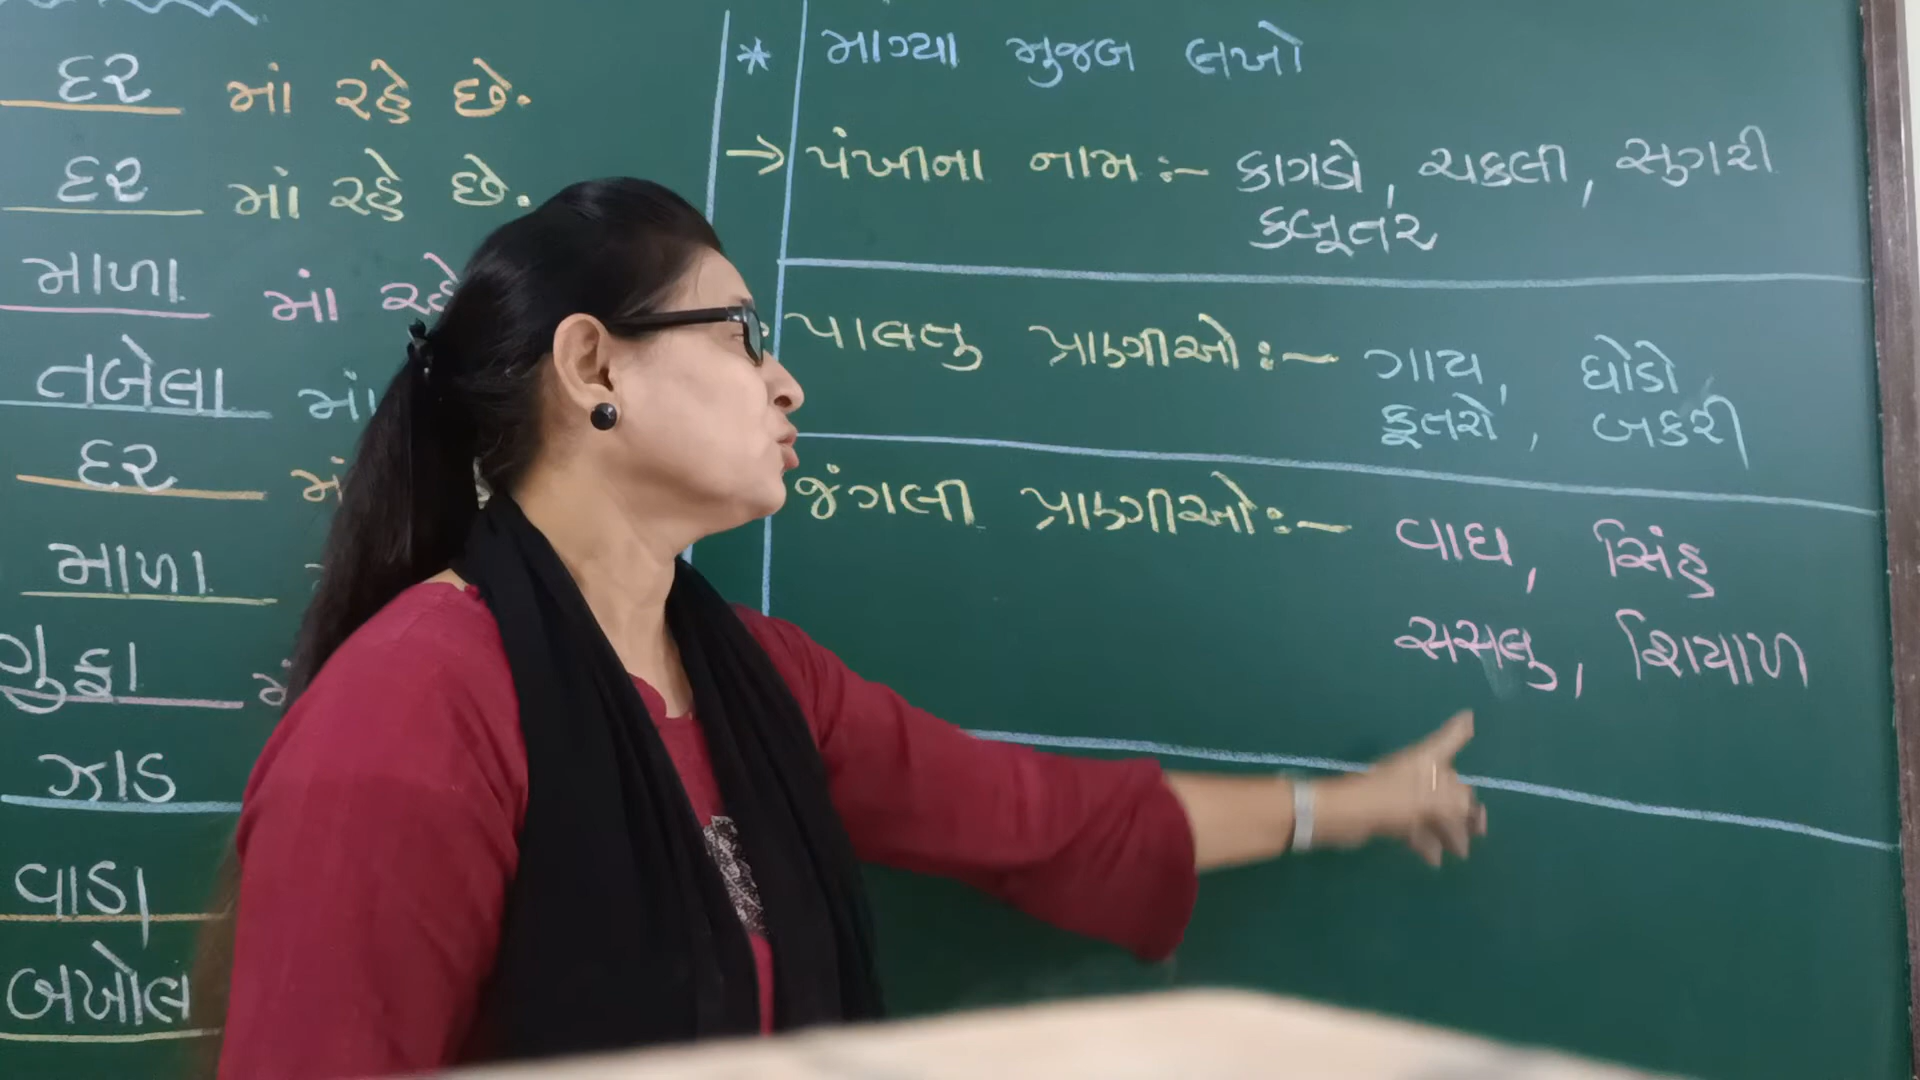 દર માં રહે છે.
દર માં રહે છે.
માળા માં રહે
તબેલા માં
દર માં
માળા
ગુફા
ઝાડ
વાડા
બખોલ
* માગ્યા મુજબ લખો
→ પંખીના નામ :- કાગડો, ચકલી, સુગરી
કબૂતર
પાલતુ પ્રાણીઓ :- ગાય, ઘોડો
કૂતરો, બકરી
જંગલી પ્રાણીઓ :- વાઘ, સિંહ
સસલુ, શિયાળ